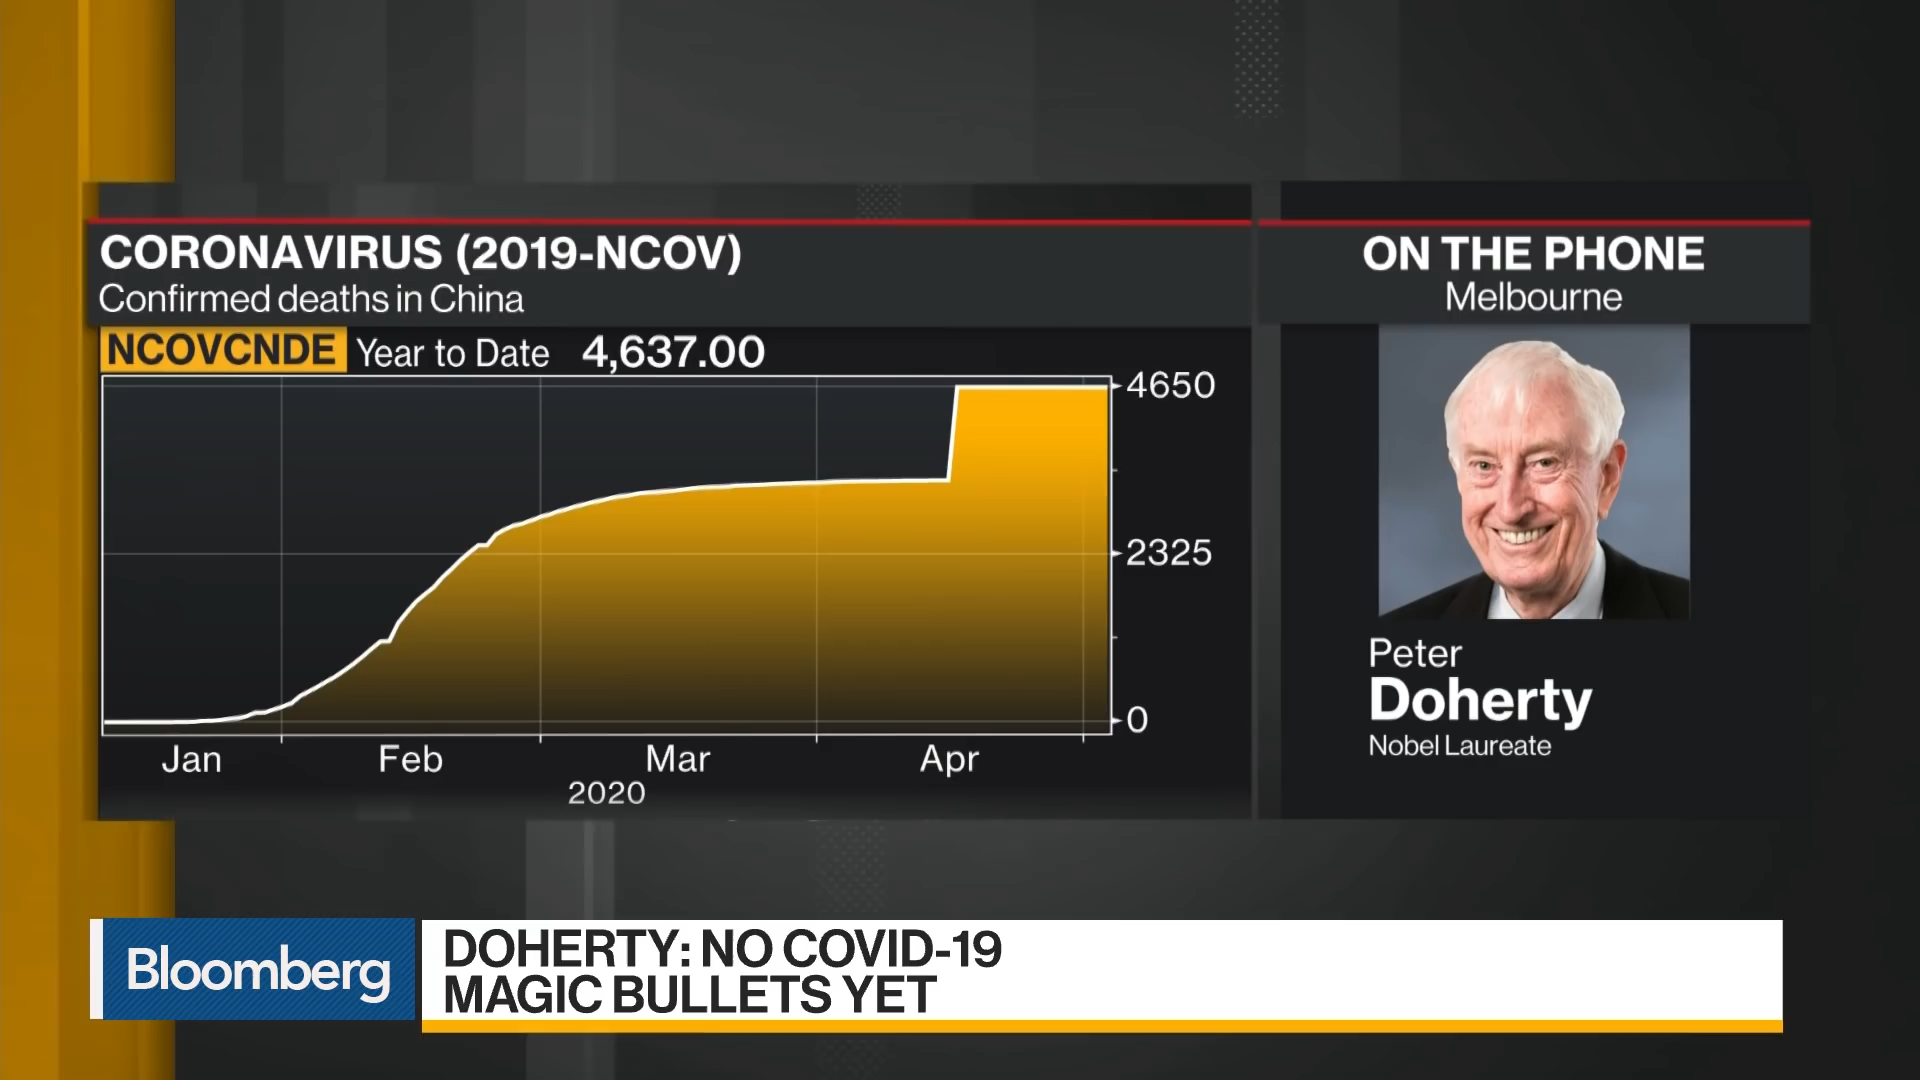 CORONAVIRUS (2019-NCOV)
Confirmed deaths in China
NCOVCNDE Year to Date 4,637.00
4650
2325
0
Jan Feb Mar Apr
2020
ON THE PHONE
Melbourne
Peter
Doherty
Nobel Laureate
Bloomberg
DOHERTY: NO COVID-19
MAGIC BULLETS YET